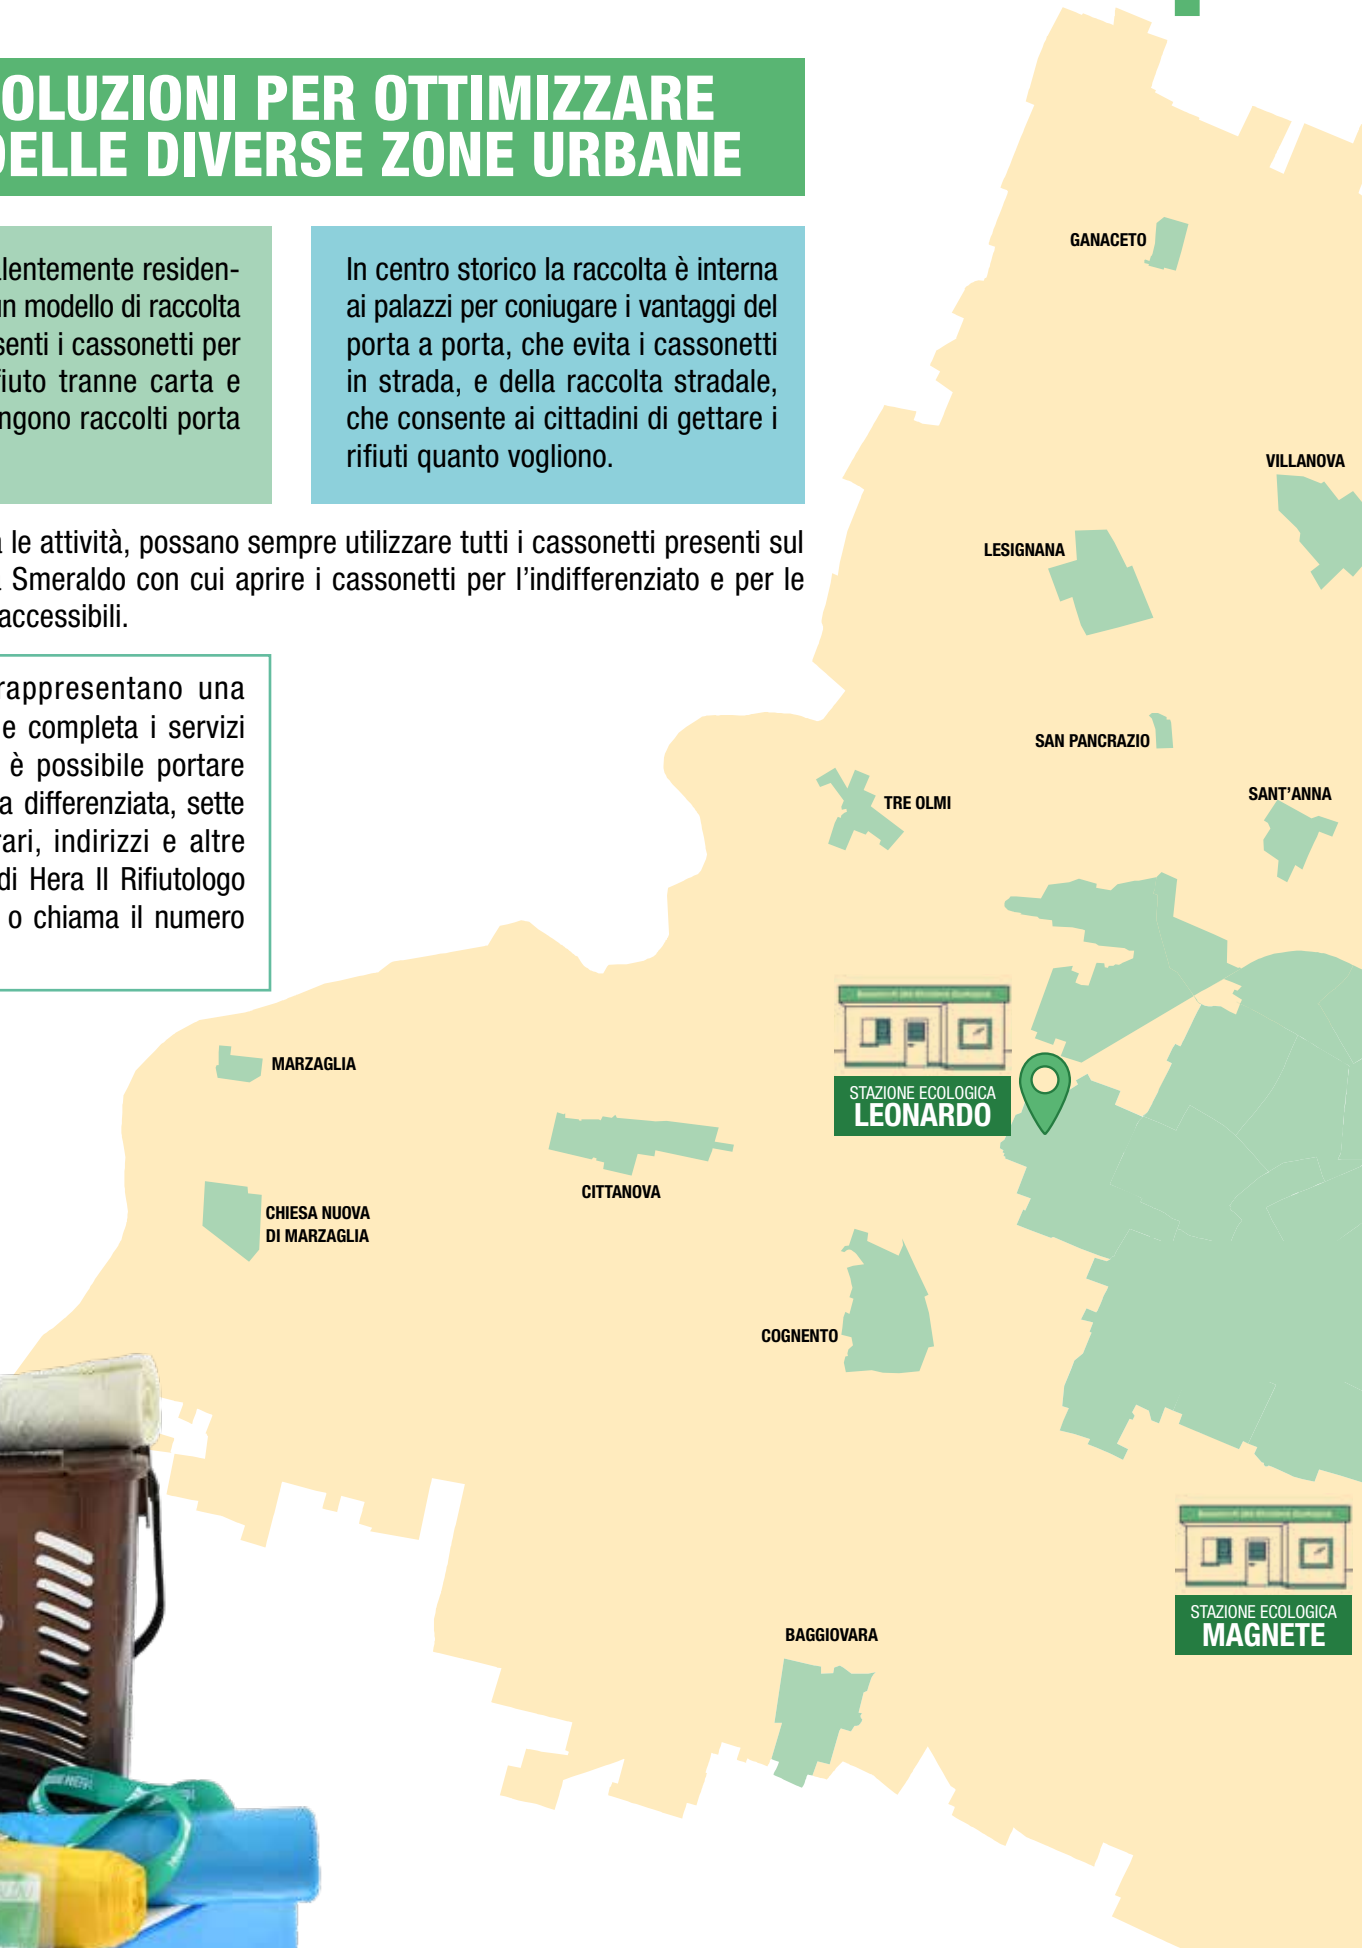 OLUZIONI PER OTTIMIZZARE
DELLE DIVERSE ZONE URBANE
alentemente residen-
un modello di raccolta
senti i cassonetti per
fiuto tranne carta e
ngono raccolti porta
In centro storico la raccolta è interna
ai palazzi per coniugare i vantaggi del
porta a porta, che evita i cassonetti
in strada, e della raccolta stradale,
che consente ai cittadini di gettare i
rifiuti quanto vogliono.
le attività, possano sempre utilizzare tutti i cassonetti presenti sul
Smeraldo con cui aprire i cassonetti per l'indifferenziato e per le
accessibili.
rappresentano una
e completa i servizi
è possibile portare
a differenziata, sette
rari, indirizzi e altre
di Hera Il Rifiutologo
o chiama il numero
GANACETO
VILLANOVA
LESIGNANA
SAN PANCRAZIO
TRE OLMI
SANT'ANNA
STAZIONE ECOLOGICA
LEONARDO
MARZAGLIA
CITTANOVA
CHIESA NUOVA
DI MARZAGLIA
COGNENTO
STAZIONE ECOLOGICA
MAGNETE
BAGGIOVARA